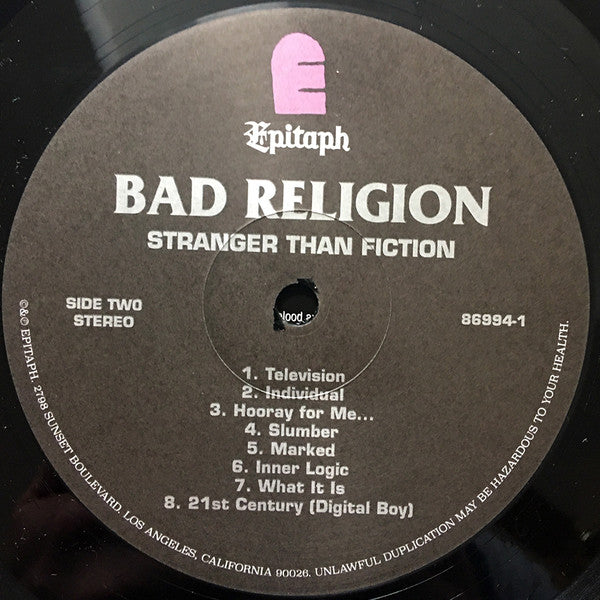 E
Epitaph
BAD RELIGION
STRANGER THAN FICTION
SIDE TWO
STEREO
86994-1
1. Television
2. Individual
3. Hooray for Me...
4. Slumber
5. Marked
6. Inner Logic
7. What It Is
8. 21st Century (Digital Boy)
©&℗ EPITAPH. 2798 SUNSET BOULEVARD, LOS ANGELES, CALIFORNIA 90026. UNLAWFUL DUPLICATION MAY BE HAZARDOUS TO YOUR HEALTH.